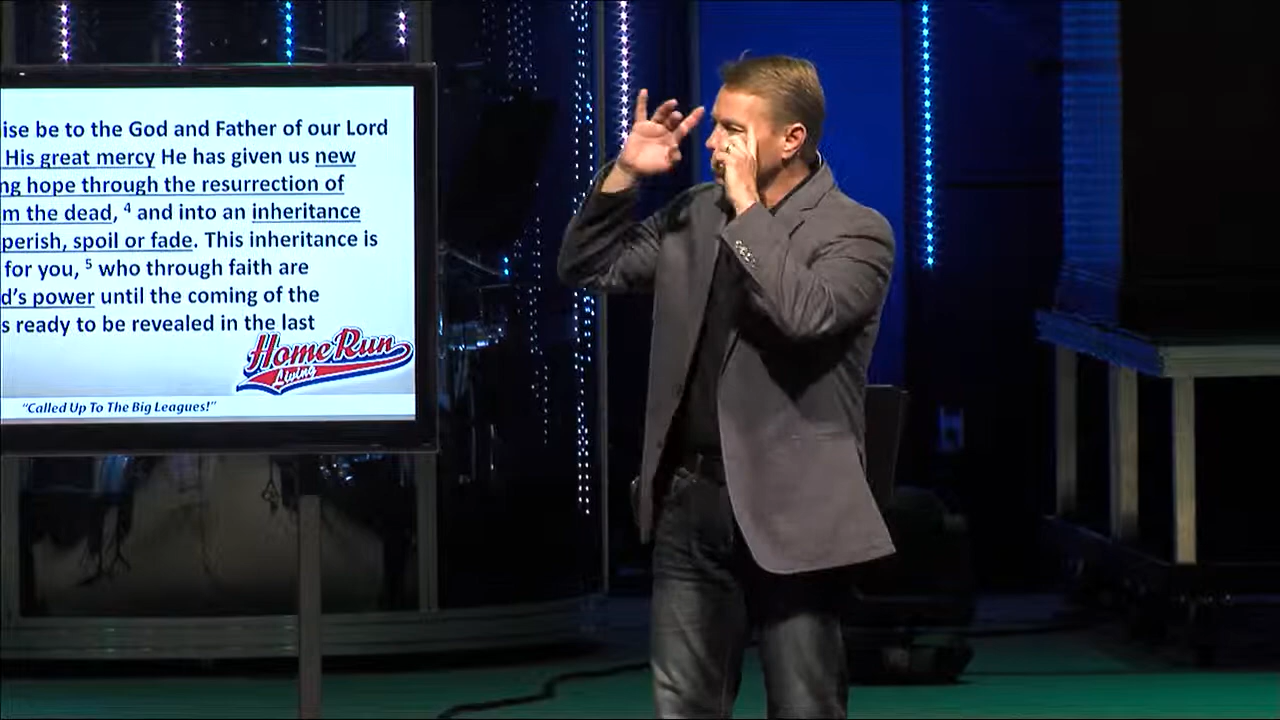 ise be to the God and Father of our Lord
His great mercy He has given us new
ng hope through the resurrection of
m the dead, ⁴ and into an inheritance
perish, spoil or fade. This inheritance is
for you, ⁵ who through faith are
d's power until the coming of the
s ready to be revealed in the last
Home Run
Living
"Called Up To The Big Leagues!"